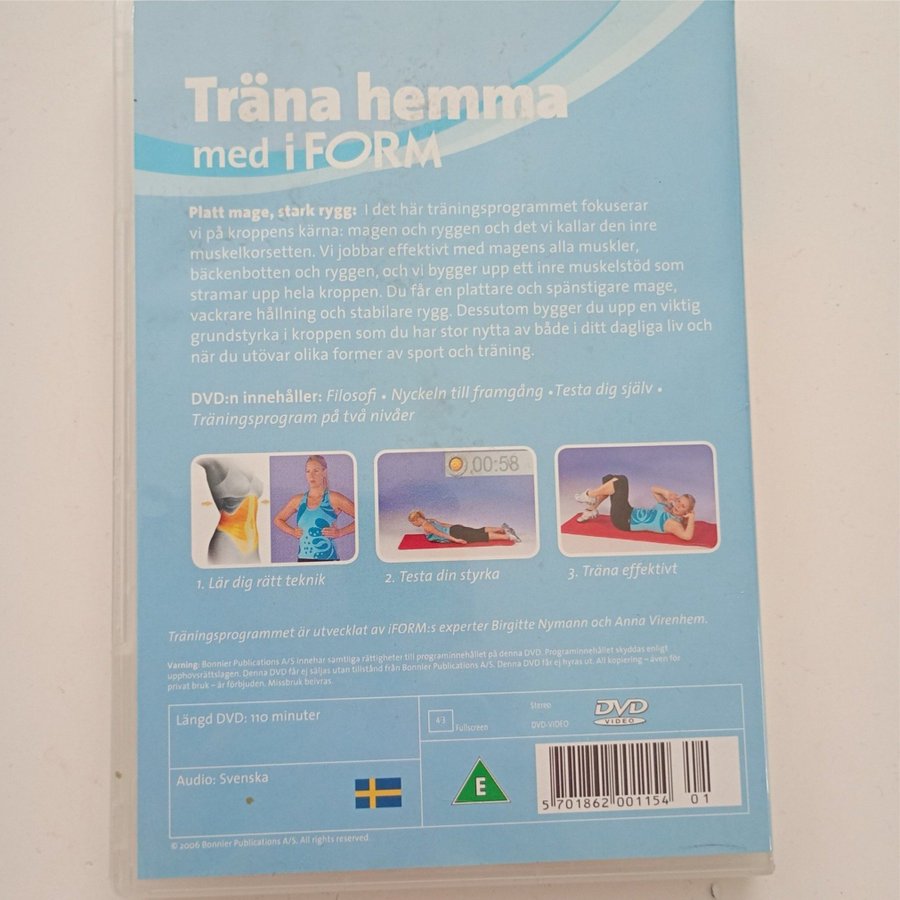 Träna hemma
med i FORM
Platt mage, stark rygg: I det här träningsprogrammet fokuserar
vi på kroppens kärna: magen och ryggen och det vi kallar den inre
muskelkorsetten. Vi jobbar effektivt med magens alla muskler,
bäckenbotten och ryggen, och vi bygger upp ett inre muskelstöd som
stramar upp hela kroppen. Du får en plattare och spänstigare mage,
vackrare hållning och stabilare rygg. Dessutom bygger du upp en viktig
grundstyrka i kroppen som du har stor nytta av både i ditt dagliga liv och
när du utövar olika former av sport och träning.
DVD:n innehåller: Filosofi • Nyckeln till framgång • Testa dig själv •
Träningsprogram på två nivåer
00:58
1. Lär dig rätt teknik
2. Testa din styrka
3. Träna effektivt
Träningsprogrammet är utvecklat av iFORM:s experter Birgitte Nymann och Anna Virenhem.
Varning: Bonnier Publications A/S innehar samtliga rättigheter till programinnehållet på denna DVD. Programinnehållet skyddas enligt
upphovsrättslagen. Denna DVD får ej säljas utan tillstånd från Bonnier Publications A/S. Denna DVD får ej hyras ut. All kopiering – även för
privat bruk – är förbjuden. Missbruk beivras.
Längd DVD: 110 minuter
4:3 Fullscreen
Stereo
DVD-VIDEO
DVD
VIDEO
Audio: Svenska
E
5 701862 001154 01
© 2006 Bonnier Publications A/S. All rights reserved.